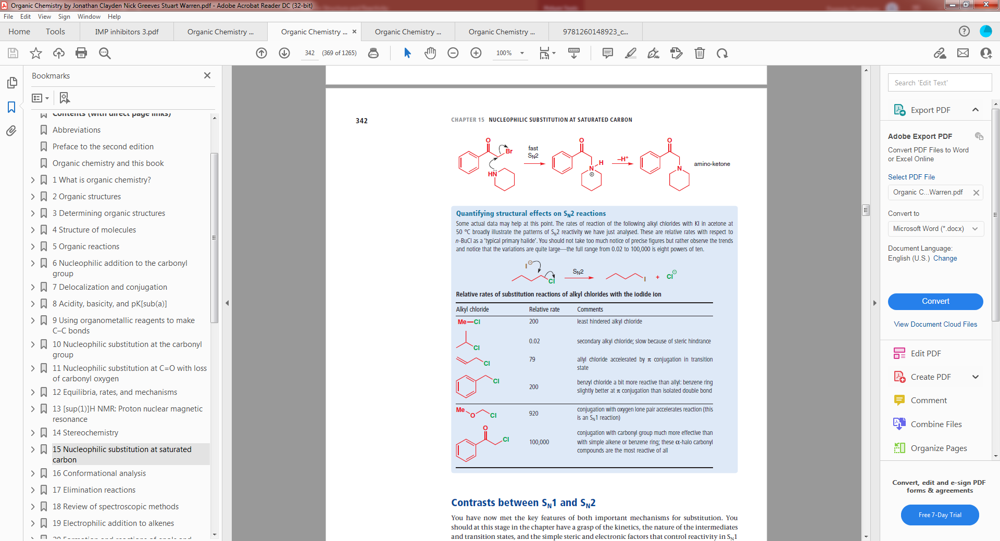 Organic Chemistry by Jonathan Clayden Nick Greeves Stuart Warren.pdf - Adobe Acrobat Reader DC (32-bit)
File Edit View Sign Window Help
Home Tools IMP inhibitors 3.pdf Organic Chemistry ... Organic Chemistry ... × Organic Chemistry ... Organic Chemistry ... 9781260148923_c...
342 (369 of 1265) 100%
Bookmarks
Contents (with direct page links)
Abbreviations
Preface to the second edition
Organic chemistry and this book
1 What is organic chemistry?
2 Organic structures
3 Determining organic structures
4 Structure of molecules
5 Organic reactions
6 Nucleophilic addition to the carbonyl
group
7 Delocalization and conjugation
8 Acidity, basicity, and pK[sub(a)]
9 Using organometallic reagents to make
C–C bonds
10 Nucleophilic substitution at the carbonyl
group
11 Nucleophilic substitution at C=O with loss
of carbonyl oxygen
12 Equilibria, rates, and mechanisms
13 [sup(1)]H NMR: Proton nuclear magnetic
resonance
14 Stereochemistry
15 Nucleophilic substitution at saturated
carbon
16 Conformational analysis
17 Elimination reactions
18 Review of spectroscopic methods
19 Electrophilic addition to alkenes
342 CHAPTER 15 NUCLEOPHILIC SUBSTITUTION AT SATURATED CARBON
O Br HN
fast
SN2
O N H ⊕
–H+
O N
amino-ketone
Quantifying structural effects on SN2 reactions
Some actual data may help at this point. The rates of reaction of the following alkyl chlorides with KI in acetone at
50 °C broadly illustrate the patterns of SN2 reactivity we have just analysed. These are relative rates with respect to
n-BuCl as a ‘typical primary halide’. You should not take too much notice of precise figures but rather observe the trends
and notice that the variations are quite large—the full range from 0.02 to 100,000 is eight powers of ten.
I⊖ Cl SN2 I + Cl⊖
Relative rates of substitution reactions of alkyl chlorides with the iodide ion
Alkyl chloride Relative rate Comments
Me—Cl 200 least hindered alkyl chloride
Cl 0.02 secondary alkyl chloride; slow because of steric hindrance
Cl 79 allyl chloride accelerated by π conjugation in transition
state
Cl 200 benzyl chloride a bit more reactive than allyl: benzene ring
slightly better at π conjugation than isolated double bond
Me O Cl 920 conjugation with oxygen lone pair accelerates reaction (this
is an SN1 reaction)
O Cl 100,000 conjugation with carbonyl group much more effective than
with simple alkene or benzene ring; these α-halo carbonyl
compounds are the most reactive of all
Contrasts between SN1 and SN2
You have now met the key features of both important mechanisms for substitution. You
should at this stage in the chapter have a grasp of the kinetics, the nature of the intermediates
and transition states, and the simple steric and electronic factors that control reactivity in SN1
Search 'Edit Text'
Export PDF
Adobe Export PDF
Convert PDF Files to Word
or Excel Online
Select PDF File
Organic C...Warren.pdf
Convert to
Microsoft Word (*.docx)
Document Language:
English (U.S.) Change
Convert
View Document Cloud Files
Edit PDF
Create PDF
Comment
Combine Files
Organize Pages
Convert, edit and e-sign PDF
forms & agreements
Free 7-Day Trial